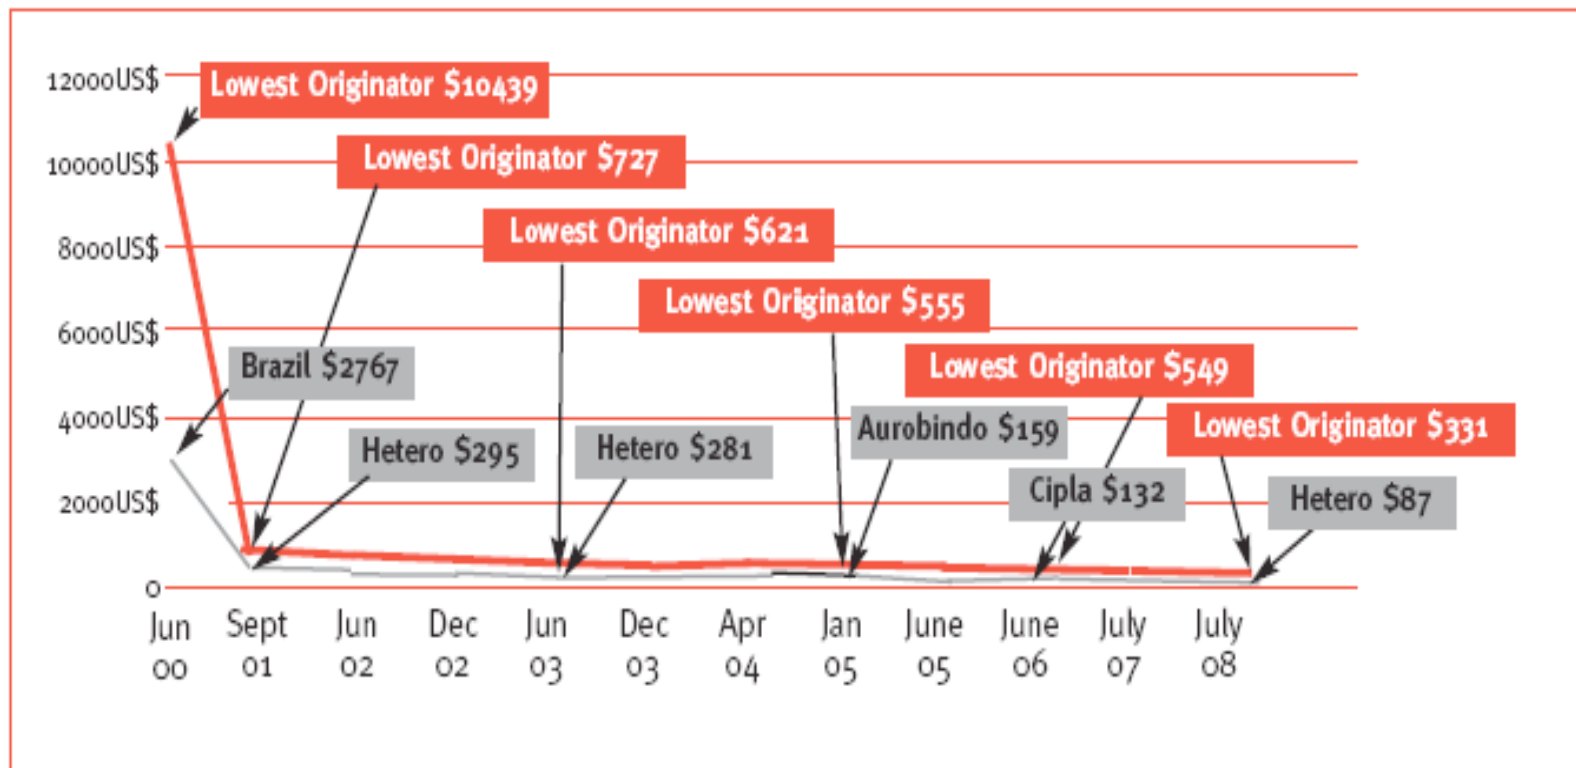 12000US$
Lowest Originator $10439
10000US$
Lowest Originator $727
8000US$
Lowest Originator $621
Lowest Originator $555
6000US$
Brazil $2767
Lowest Originator $549
4000US$
Hetero $295
Hetero $281
Aurobindo $159
Lowest Originator $331
2000US$
Cipla $132
Hetero $87
0
Jun Sept Jun Dec Jun Dec Apr Jan June June July July
00 01 02 02 03 03 04 05 05 06 07 08